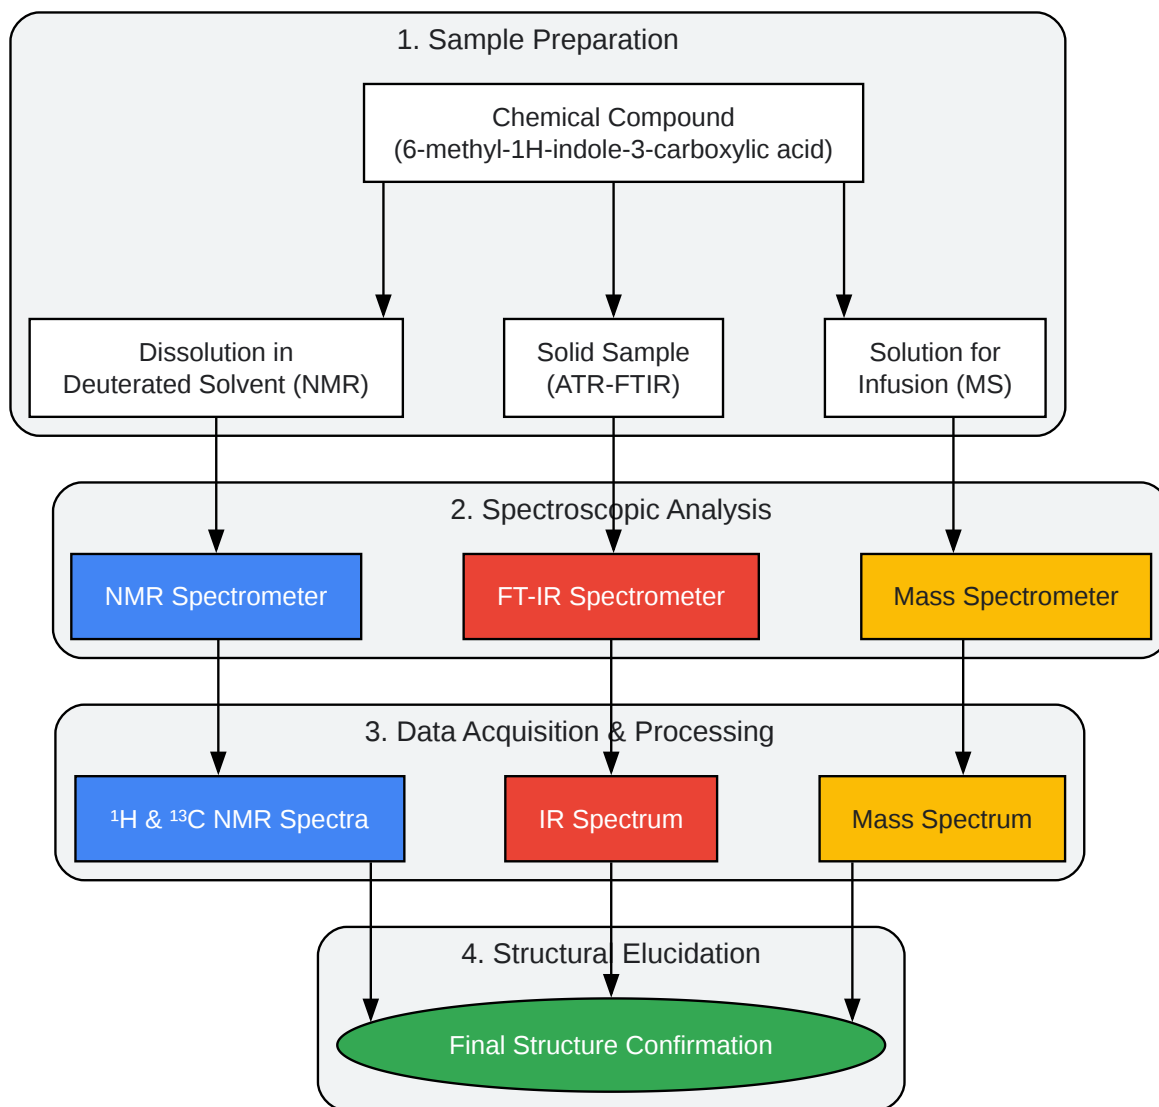 1. Sample Preparation
Chemical Compound
(6-methyl-1H-indole-3-carboxylic acid)
Dissolution in
Deuterated Solvent (NMR)
Solid Sample
(ATR-FTIR)
Solution for
Infusion (MS)
2. Spectroscopic Analysis
NMR Spectrometer
FT-IR Spectrometer
Mass Spectrometer
3. Data Acquisition & Processing
¹H & ¹³C NMR Spectra
IR Spectrum
Mass Spectrum
4. Structural Elucidation
Final Structure Confirmation